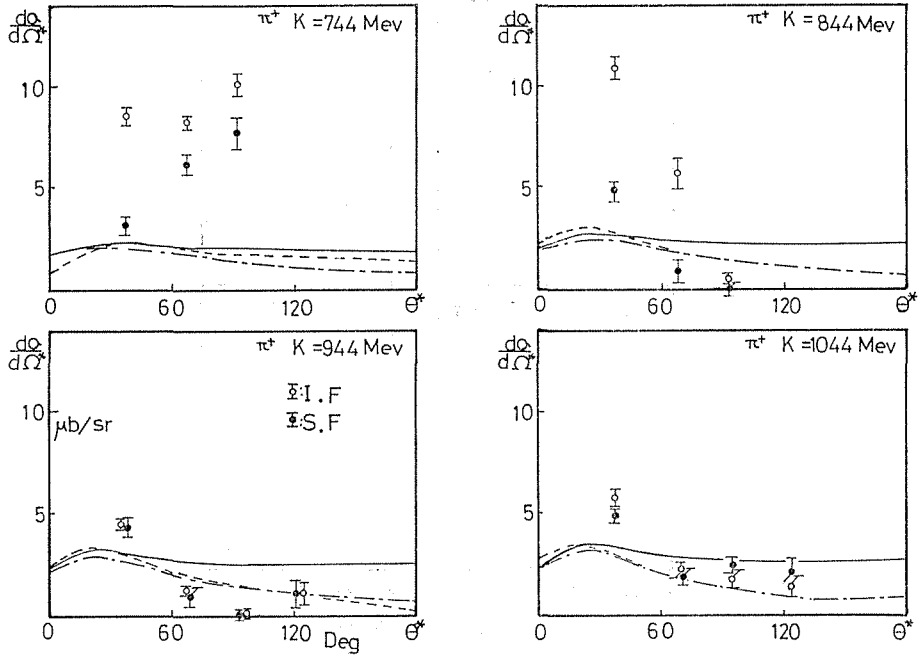 dσ
dΩ*
π⁺ K = 744 Mev
10
5
0
60
120
Θ*
π⁺ K = 844 Mev
10
5
0
60
120
Θ*
dσ
dΩ*
π⁺ K = 944 Mev
I.F
S.F
10
μb/sr
5
0
60
120
Θ*
Deg
π⁺ K = 1044 Mev
10
5
0
60
120
Θ*
dσ
dΩ*
dσ
dΩ*